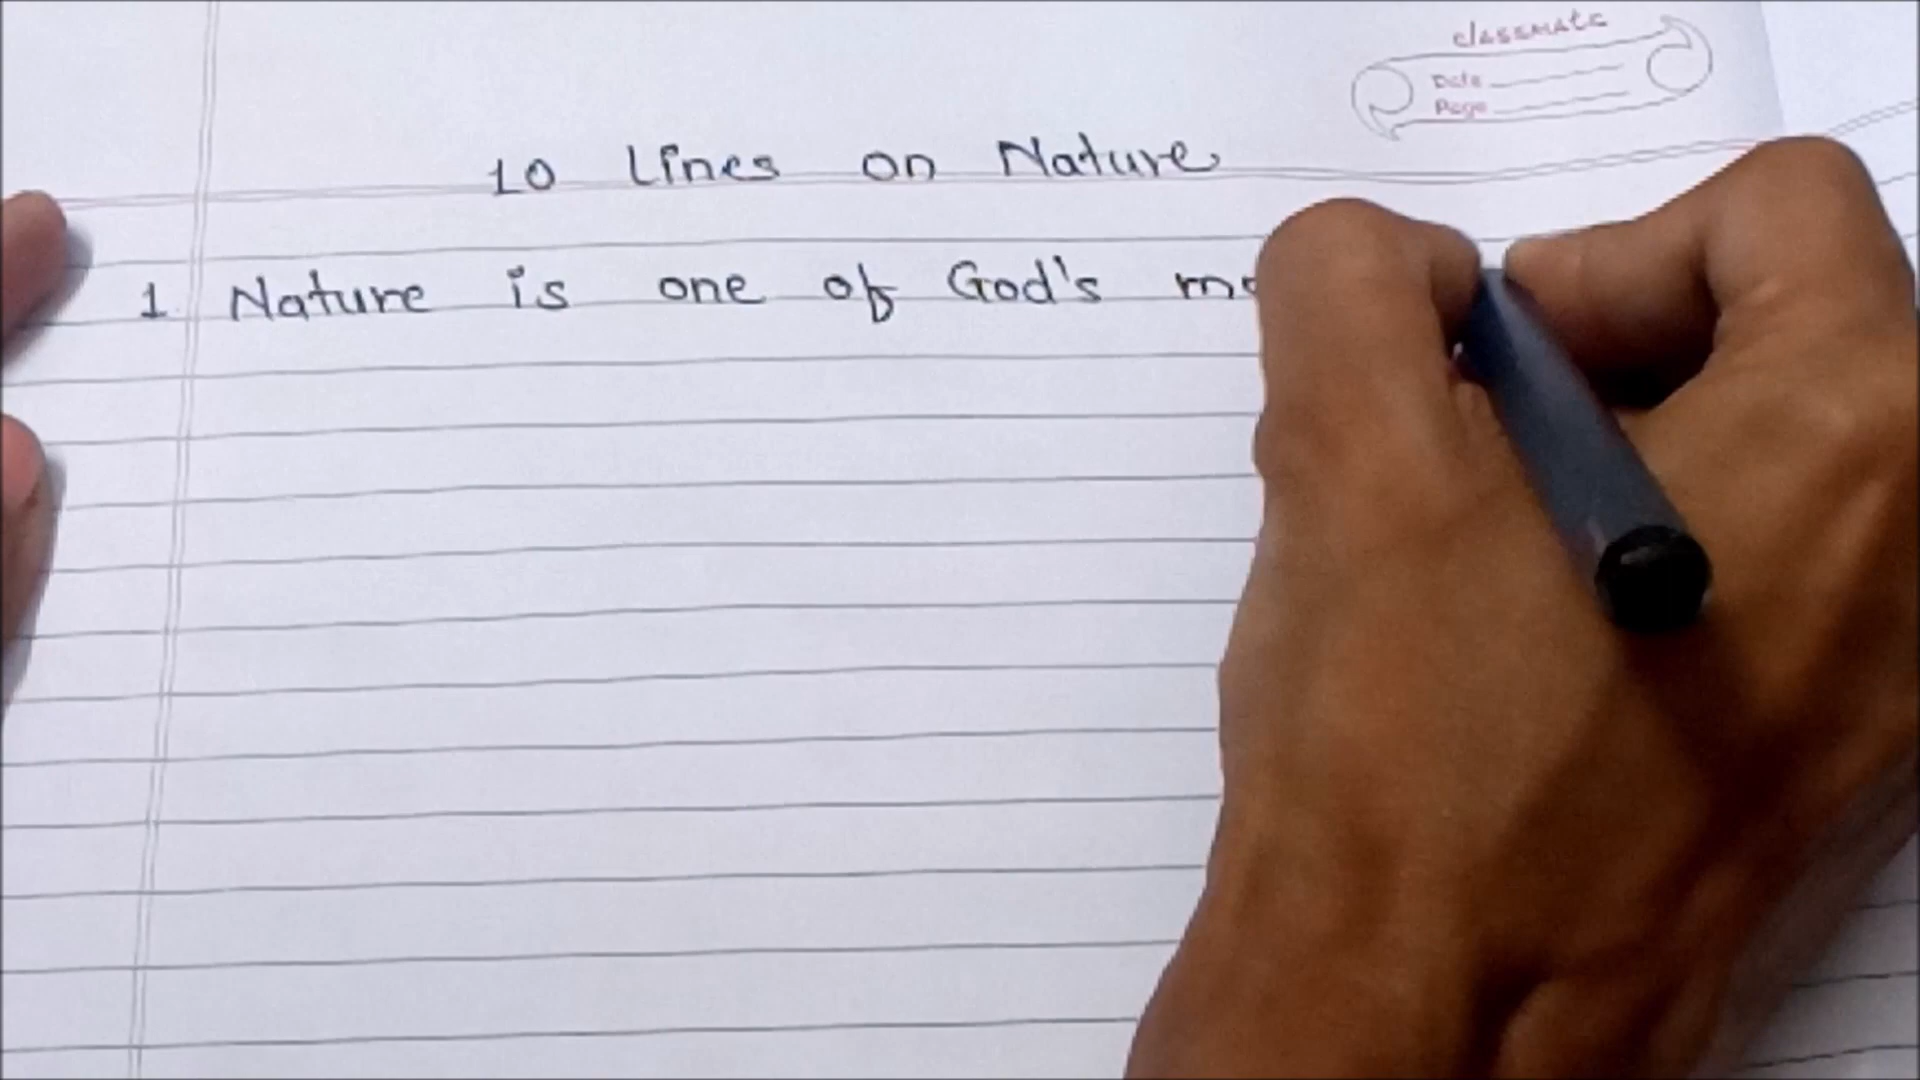 classmate
Date
Page
10 Lines on Nature
1. Nature is one of God's